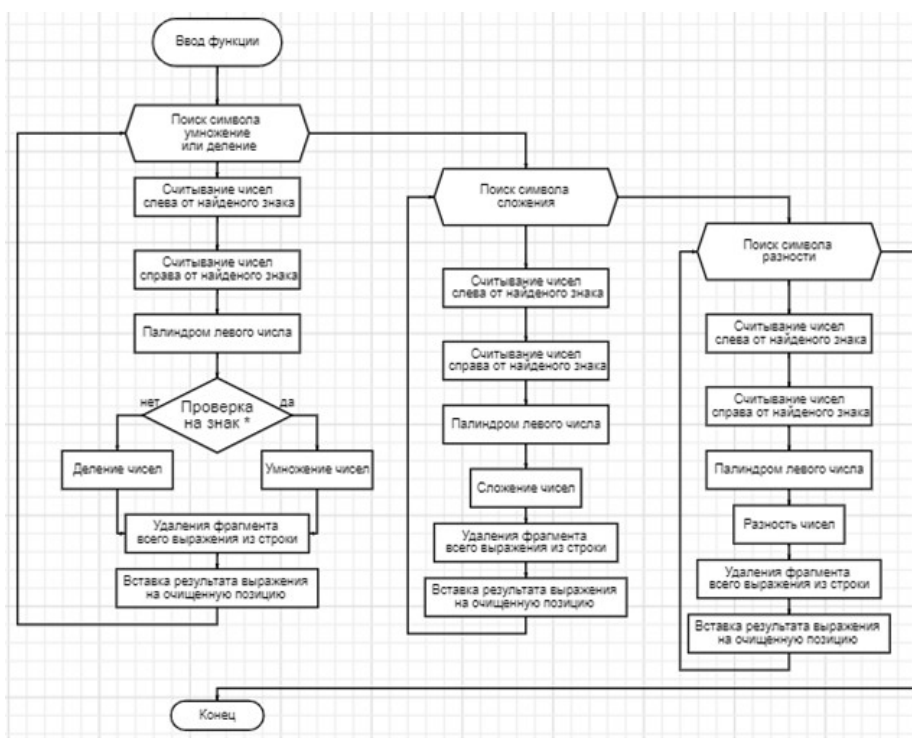 Ввод функции
Поиск символа
умножение
или деление
Считывание чисел
слева от найденого знака
Считывание чисел
справа от найденого знака
Палиндром левого числа
нет
да
Проверка
на знак *
Деление чисел
Умножение чисел
Удаления фрагмента
всего выражения из строки
Вставка результата выражения
на очищенную позицию
Поиск символа
сложения
Считывание чисел
слева от найденого знака
Считывание чисел
справа от найденого знака
Палиндром левого числа
Сложение чисел
Удаления фрагмента
всего выражения из строки
Вставка результата выражения
на очищенную позицию
Поиск символа
разности
Считывание чисел
слева от найденого знака
Считывание чисел
справа от найденого знака
Палиндром левого числа
Разность чисел
Удаления фрагмента
всего выражения из строки
Вставка результата выражения
на очищенную позицию
Конец